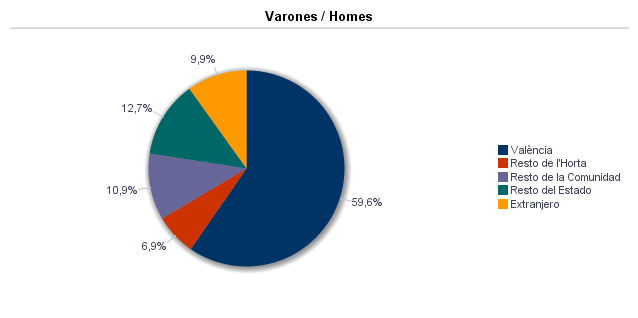 Varones / Homes
9,9%
12,7%
10,9%
6,9%
59,6%
València
Resto de l'Horta
Resto de la Comunidad
Resto del Estado
Extranjero